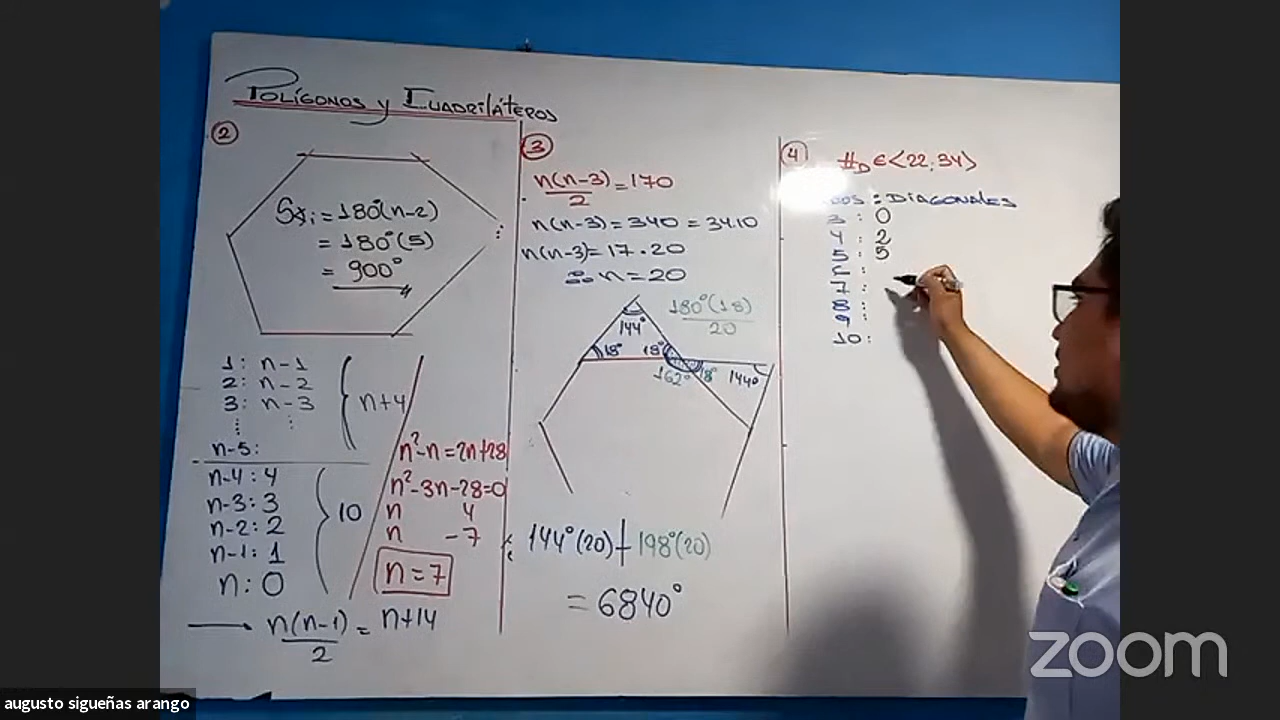 Polígonos y Cuadriláteros
2
S∢i = 180°(n-2)
= 180°(5)
= 900°
1: n-1
2: n-2
3: n-3
⋮ ⋮
n-5:
n+4
n-4: 4
n-3: 3
n-2: 2
n-1: 1
n: 0
10
n(n-1)/2 = n+14
n²-n=2n+28
n²-3n-28=0
n 4
n -7
n=7
3
n(n-3)/2 = 170
n(n-3)=340=34.10
n(n-3)=17.20
∴ n=20
180°(18)/20
144°
18° 18°
162° 18° 144°
144°(20)+198°(20)
= 6840°
4
#D ∈ <22;34>
: Diagonales
3 : 0
4 : 2
5 : 5
6 :
7 :
8 :
9 :
10:
zoom
augusto sigueñas arango